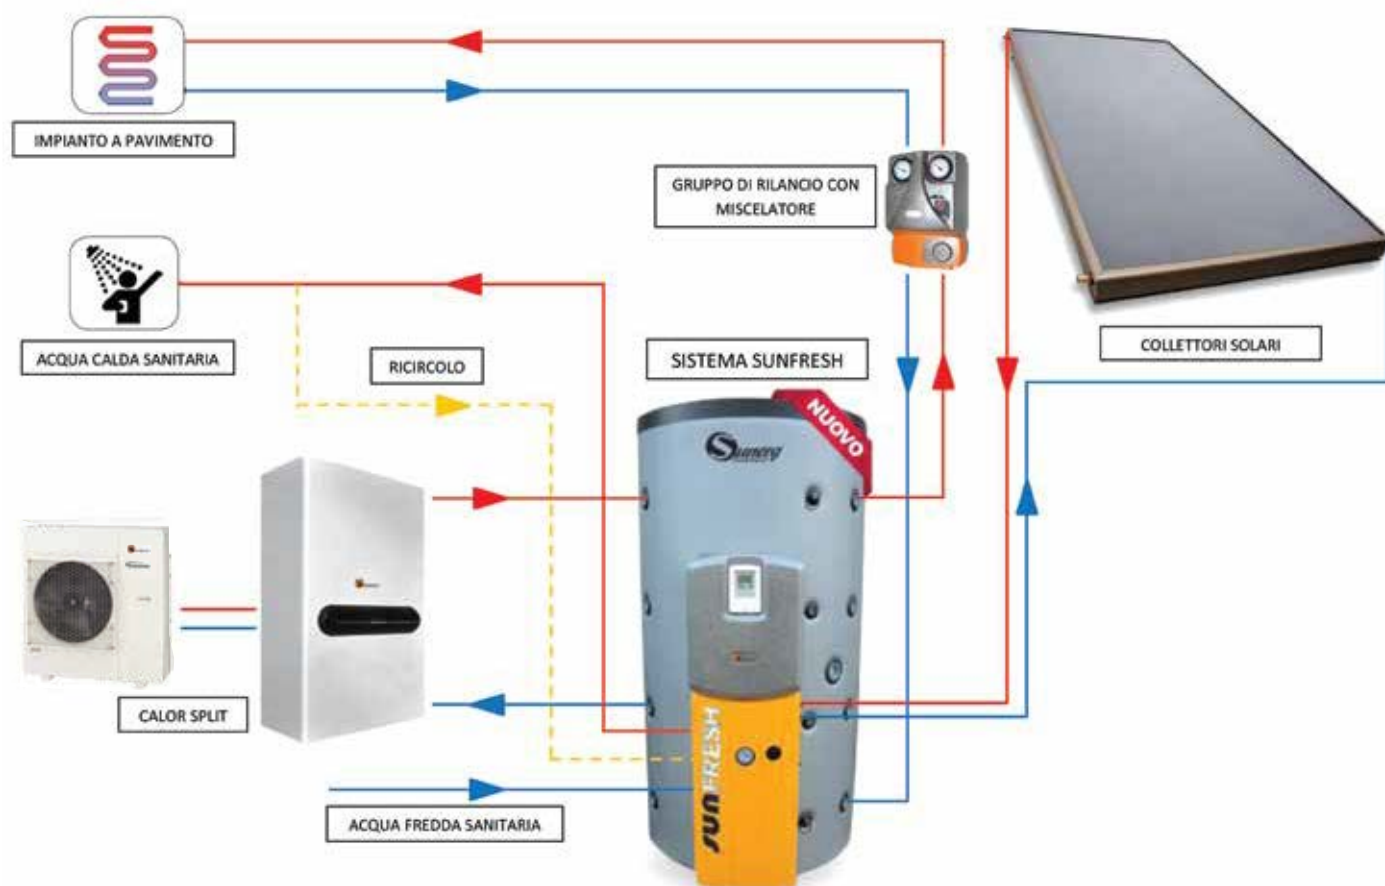 IMPIANTO A PAVIMENTO
GRUPPO DI RILANCIO CON
MISCELATORE
ACQUA CALDA SANITARIA
RICIRCOLO
SISTEMA SUNFRESH
COLLETTORI SOLARI
NUOVO
Sunerg
CALOR SPLIT
SUNFRESH
ACQUA FREDDA SANITARIA